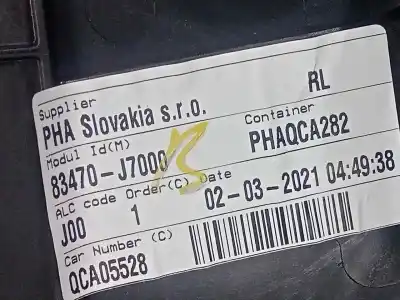 Supplier
RL
PHA Slovakia s.r.o.
Modul Id(M)
Container
83470-J7000
PHAQCA282
ALC code Order(C) Date
J00 1 02-03-2021 04:49:38
Car Number (C)
QCA05528